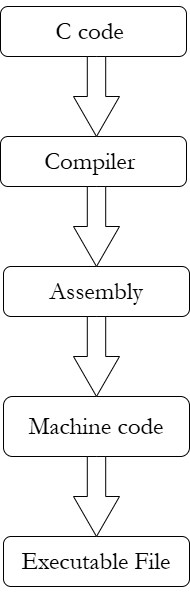 C code
Compiler
Assembly
Machine code
Executable File